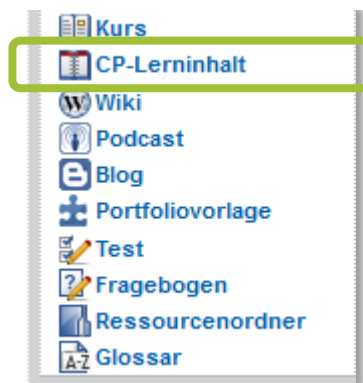 Kurs
CP-Lerninhalt
Wiki
Podcast
Blog
Portfoliovorlage
Test
Fragebogen
Ressourcenordner
Glossar